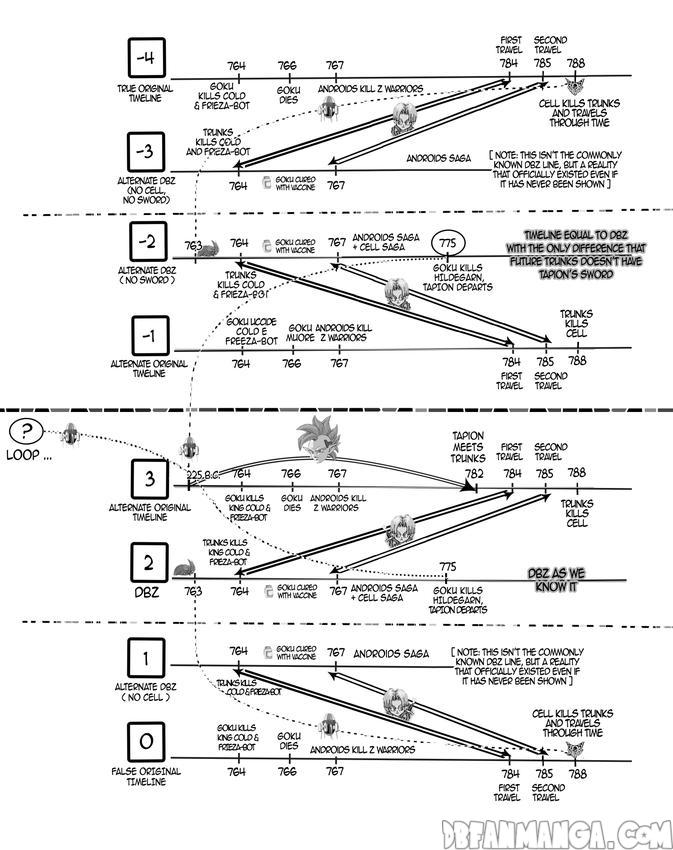 FIRST TRAVEL
SECOND TRAVEL
-4
764
766
767
784
785
788
TRUE ORIGINAL TIMELINE
GOKU KILLS COLD & FRIEZA-BOT
GOKU DIES
ANDROIDS KILL Z WARRIORS
CELL KILLS TRUNKS AND TRAVELS THROUGH TIME
TRUNKS KILLS COLD AND FRIEZA-BOT
-3
ANDROIDS SAGA
[ NOTE: THIS ISN'T THE COMMONLY KNOWN DBZ LINE, BUT A REALITY THAT OFFICIALLY EXISTED EVEN IF IT HAS NEVER BEEN SHOWN ]
ALTERNATE DBZ (NO CELL, NO SWORD)
764
GOKU CURED WITH VACCINE
767
-2
763
764
GOKU CURED WITH VACCINE
767
ANDROIDS SAGA + CELL SAGA
775
TIMELINE EQUAL TO DBZ WITH THE ONLY DIFFERENCE THAT FUTURE TRUNKS DOESN'T HAVE TAPION'S SWORD
ALTERNATE DBZ ( NO SWORD )
TRUNKS KILLS COLD & FRIEZA-BOT
GOKU KILLS HILDEGARN, TAPION DEPARTS
-1
GOKU UCCIDE COLD E FREEZA-BOT
GOKU MUORE
ANDROIDS KILL Z WARRIORS
TRUNKS KILLS CELL
ALTERNATE ORIGINAL TIMELINE
764
766
767
784
785
788
FIRST TRAVEL
SECOND TRAVEL
?
LOOP ...
TAPION MEETS TRUNKS
FIRST TRAVEL
SECOND TRAVEL
3
225 B.C.
764
766
767
782
784
785
788
ALTERNATE ORIGINAL TIMELINE
GOKU KILLS KING COLD & FRIEZA-BOT
GOKU DIES
ANDROIDS KILL Z WARRIORS
TRUNKS KILLS CELL
TRUNKS KILLS KING COLD & FRIEZA-BOT
2
775
DBZ AS WE KNOW IT
DBZ
763
764
GOKU CURED WITH VACCINE
767
ANDROIDS SAGA + CELL SAGA
GOKU KILLS HILDEGARN, TAPION DEPARTS
1
764
GOKU CURED WITH VACCINE
767
ANDROIDS SAGA
[ NOTE: THIS ISN'T THE COMMONLY KNOWN DBZ LINE, BUT A REALITY THAT OFFICIALLY EXISTED EVEN IF IT HAS NEVER BEEN SHOWN ]
ALTERNATE DBZ ( NO CELL )
TRUNKS KILLS COLD & FRIEZA-BOT
0
GOKU KILLS KING COLD & FRIEZA-BOT
GOKU DIES
ANDROIDS KILL Z WARRIORS
CELL KILLS TRUNKS AND TRAVELS THROUGH TIME
FALSE ORIGINAL TIMELINE
764
766
767
784
785
788
FIRST TRAVEL
SECOND TRAVEL
DBFANMANGA.COM